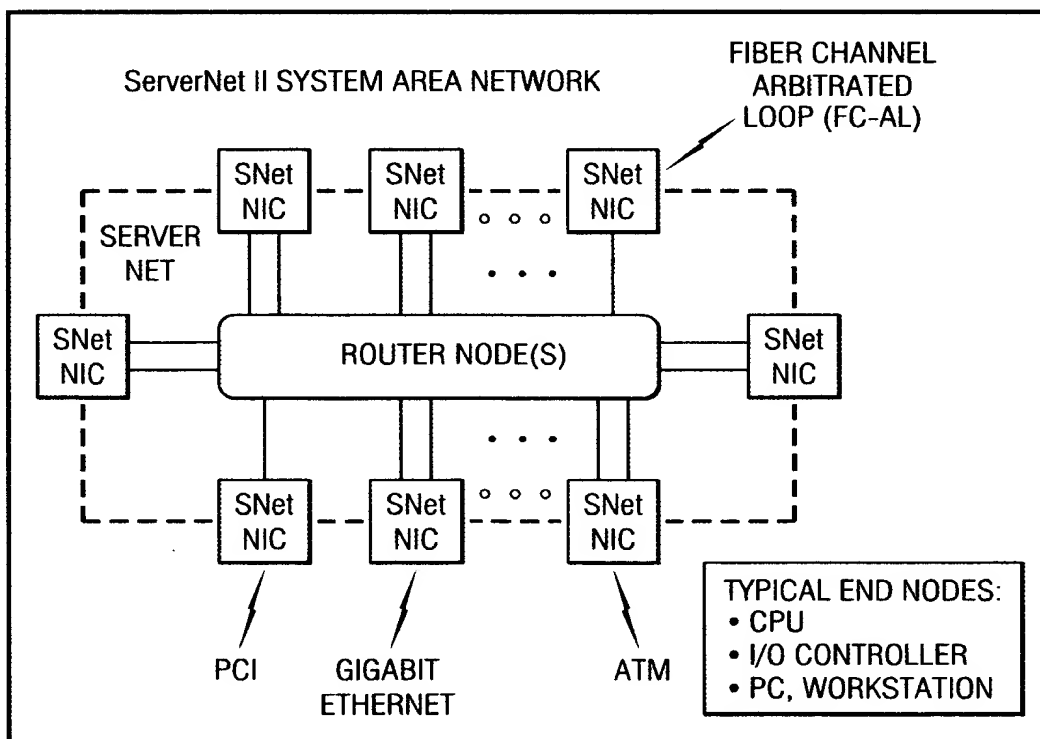 ServerNet II SYSTEM AREA NETWORK
FIBER CHANNEL
ARBITRATED
LOOP (FC-AL)
SNet
NIC
SNet
NIC
SNet
NIC
SERVER
NET
SNet
NIC
ROUTER NODE(S)
SNet
NIC
SNet
NIC
SNet
NIC
SNet
NIC
PCI
GIGABIT
ETHERNET
ATM
TYPICAL END NODES:
• CPU
• I/O CONTROLLER
• PC, WORKSTATION